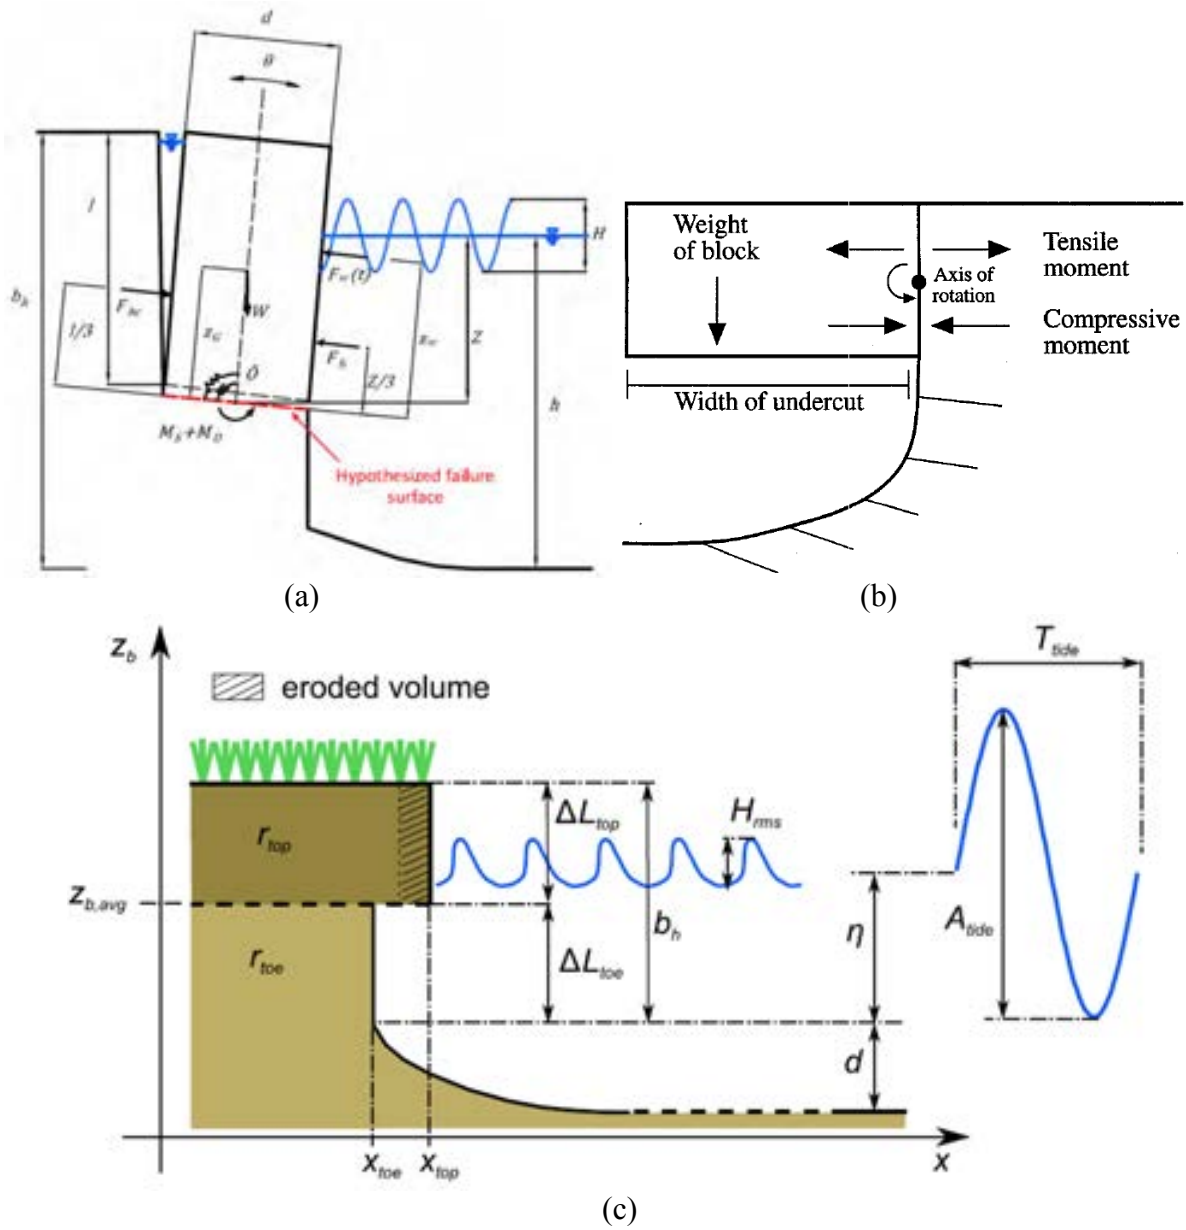 d
θ
l
H
b_h
F_w(t)
F_hc
W
l/3
z_G
z_w
Z
F_h
Z/3
O
h
M_S+M_O
Hypothesized failure
surface
(a)
Weight
of block
Tensile
moment
Axis of
rotation
Compressive
moment
Width of undercut
(b)
z_b
T_tide
eroded volume
ΔL_top
H_rms
r_top
z_b,avg
b_h
η
A_tide
r_toe
ΔL_toe
d
x_toe
x_top
x
(c)